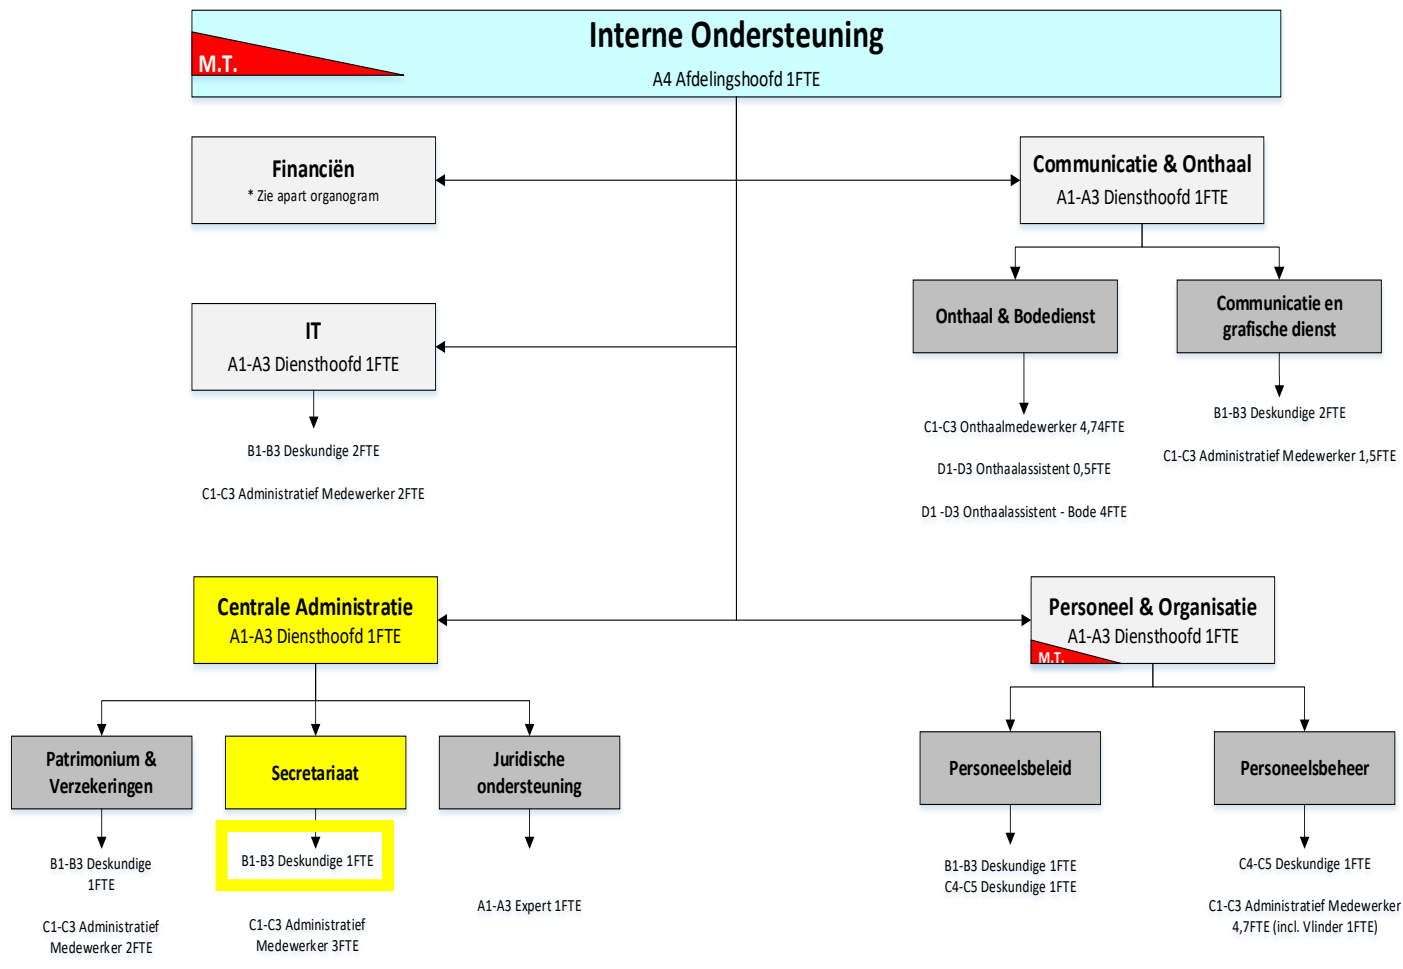 Interne Ondersteuning
M.T.
A4 Afdelingshoofd 1FTE
Financiën
* Zie apart organogram
Communicatie & Onthaal
A1-A3 Diensthoofd 1FTE
Onthaal & Bodedienst
Communicatie en
grafische dienst
IT
A1-A3 Diensthoofd 1FTE
C1-C3 Onthaalmedewerker 4,74FTE
D1-D3 Onthaalassistent 0,5FTE
D1 -D3 Onthaalassistent - Bode 4FTE
B1-B3 Deskundige 2FTE
C1-C3 Administratief Medewerker 1,5FTE
B1-B3 Deskundige 2FTE
C1-C3 Administratief Medewerker 2FTE
Centrale Administratie
A1-A3 Diensthoofd 1FTE
Personeel & Organisatie
A1-A3 Diensthoofd 1FTE
M.T.
Patrimonium &
Verzekeringen
Secretariaat
Juridische
ondersteuning
Personeelsbeleid
Personeelsbeheer
B1-B3 Deskundige
1FTE
C1-C3 Administratief
Medewerker 2FTE
B1-B3 Deskundige 1FTE
C1-C3 Administratief
Medewerker 3FTE
A1-A3 Expert 1FTE
B1-B3 Deskundige 1FTE
C4-C5 Deskundige 1FTE
C4-C5 Deskundige 1FTE
C1-C3 Administratief Medewerker
4,7FTE (incl. Vlinder 1FTE)